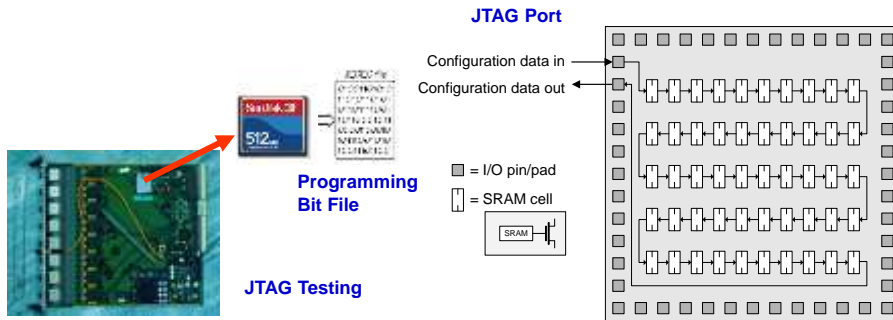 JTAG Port
Configuration data in
Configuration data out
SanDisk
512MB
Programming
Bit File
= I/O pin/pad
= SRAM cell
SRAM
JTAG Testing